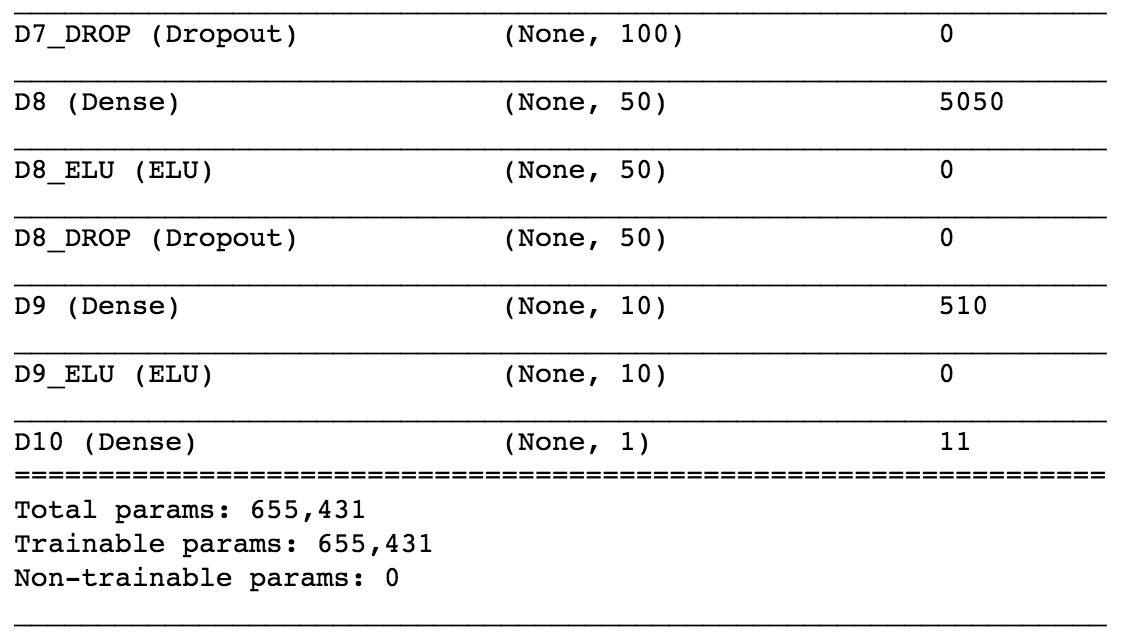 D7_DROP (Dropout) (None, 100) 0
D8 (Dense) (None, 50) 5050
D8_ELU (ELU) (None, 50) 0
D8_DROP (Dropout) (None, 50) 0
D9 (Dense) (None, 10) 510
D9_ELU (ELU) (None, 10) 0
D10 (Dense) (None, 1) 11
=================================================================
Total params: 655,431
Trainable params: 655,431
Non-trainable params: 0